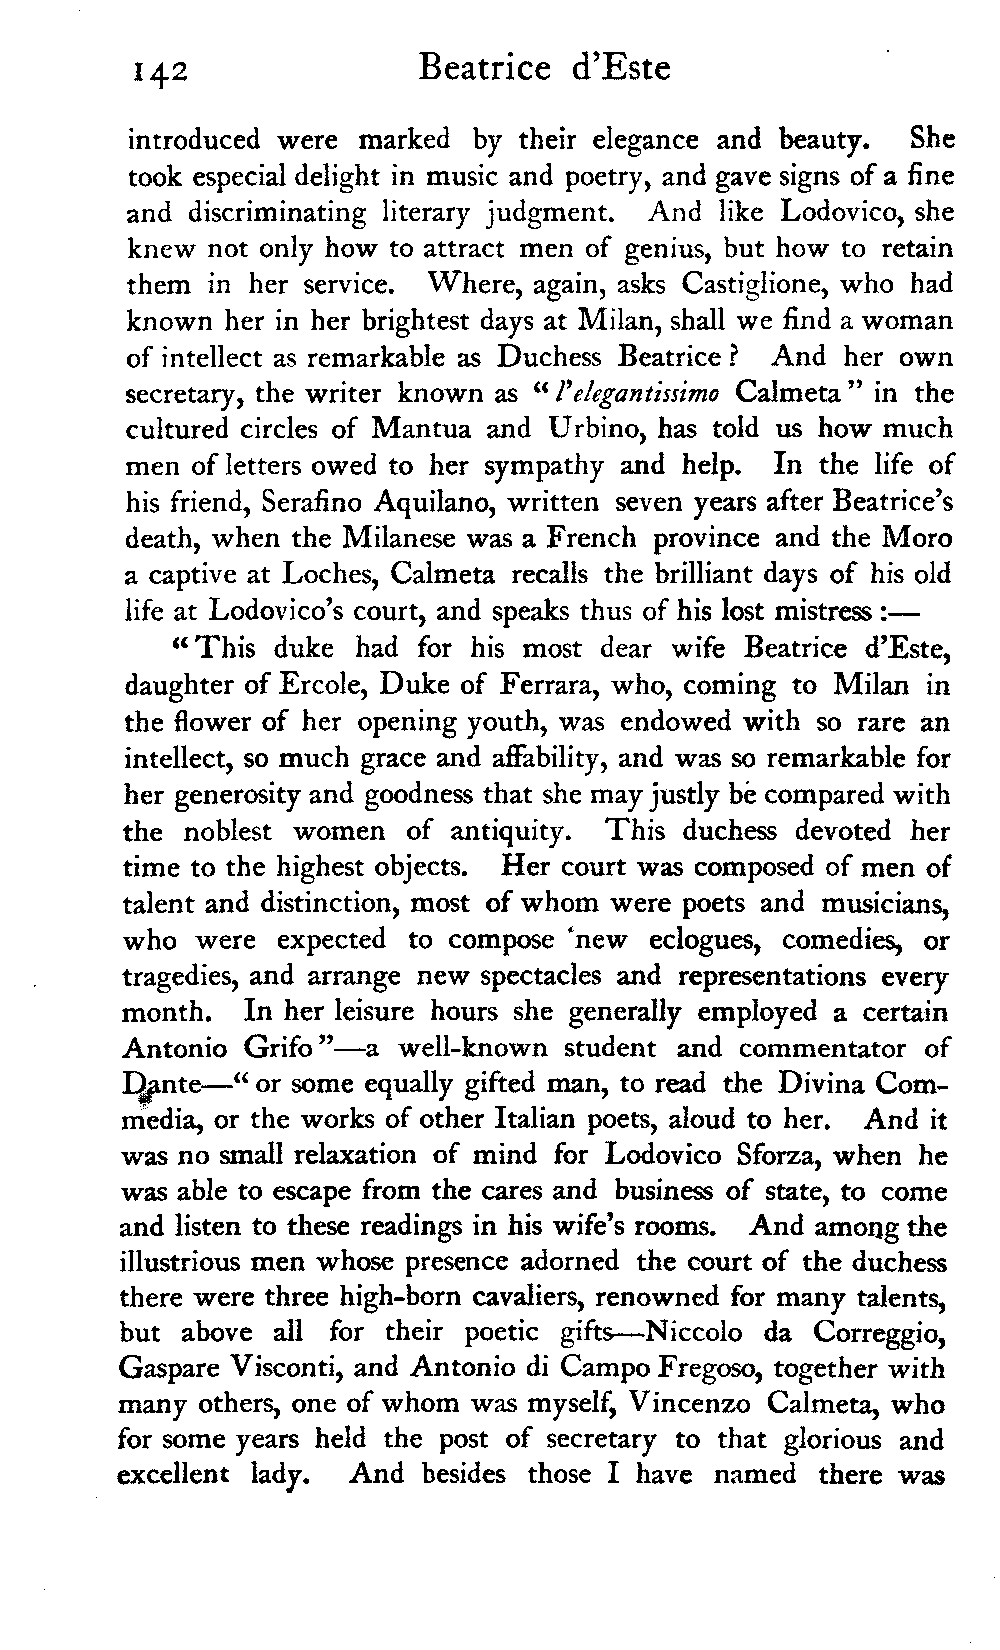 142 Beatrice d'Este
introduced were marked by their elegance and beauty. She
took especial delight in music and poetry, and gave signs of a fine
and discriminating literary judgment. And like Lodovico, she
knew not only how to attract men of genius, but how to retain
them in her service. Where, again, asks Castiglione, who had
known her in her brightest days at Milan, shall we find a woman
of intellect as remarkable as Duchess Beatrice? And her own
secretary, the writer known as "l'elegantissimo Calmeta" in the
cultured circles of Mantua and Urbino, has told us how much
men of letters owed to her sympathy and help. In the life of
his friend, Serafino Aquilano, written seven years after Beatrice's
death, when the Milanese was a French province and the Moro
a captive at Loches, Calmeta recalls the brilliant days of his old
life at Lodovico's court, and speaks thus of his lost mistress:—
"This duke had for his most dear wife Beatrice d'Este,
daughter of Ercole, Duke of Ferrara, who, coming to Milan in
the flower of her opening youth, was endowed with so rare an
intellect, so much grace and affability, and was so remarkable for
her generosity and goodness that she may justly be compared with
the noblest women of antiquity. This duchess devoted her
time to the highest objects. Her court was composed of men of
talent and distinction, most of whom were poets and musicians,
who were expected to compose new eclogues, comedies, or
tragedies, and arrange new spectacles and representations every
month. In her leisure hours she generally employed a certain
Antonio Grifo"—a well-known student and commentator of
Dante—"or some equally gifted man, to read the Divina Com-
media, or the works of other Italian poets, aloud to her. And it
was no small relaxation of mind for Lodovico Sforza, when he
was able to escape from the cares and business of state, to come
and listen to these readings in his wife's rooms. And among the
illustrious men whose presence adorned the court of the duchess
there were three high-born cavaliers, renowned for many talents,
but above all for their poetic gifts—Niccolo da Correggio,
Gaspare Visconti, and Antonio di Campo Fregoso, together with
many others, one of whom was myself, Vincenzo Calmeta, who
for some years held the post of secretary to that glorious and
excellent lady. And besides those I have named there was